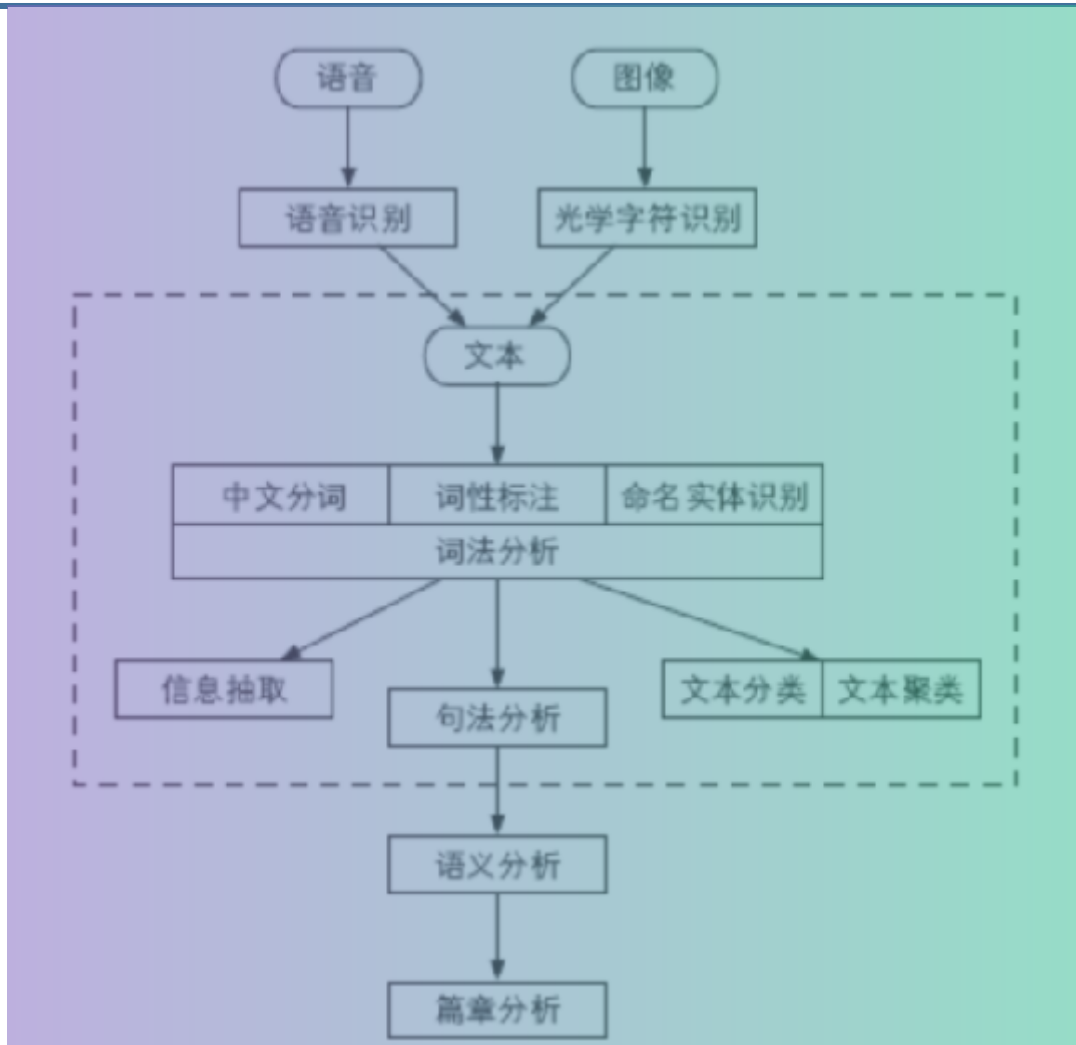 语音
图像
语音识别
光学字符识别
文本
中文分词
词性标注
命名实体识别
词法分析
信息抽取
句法分析
文本分类
文本聚类
语义分析
篇章分析